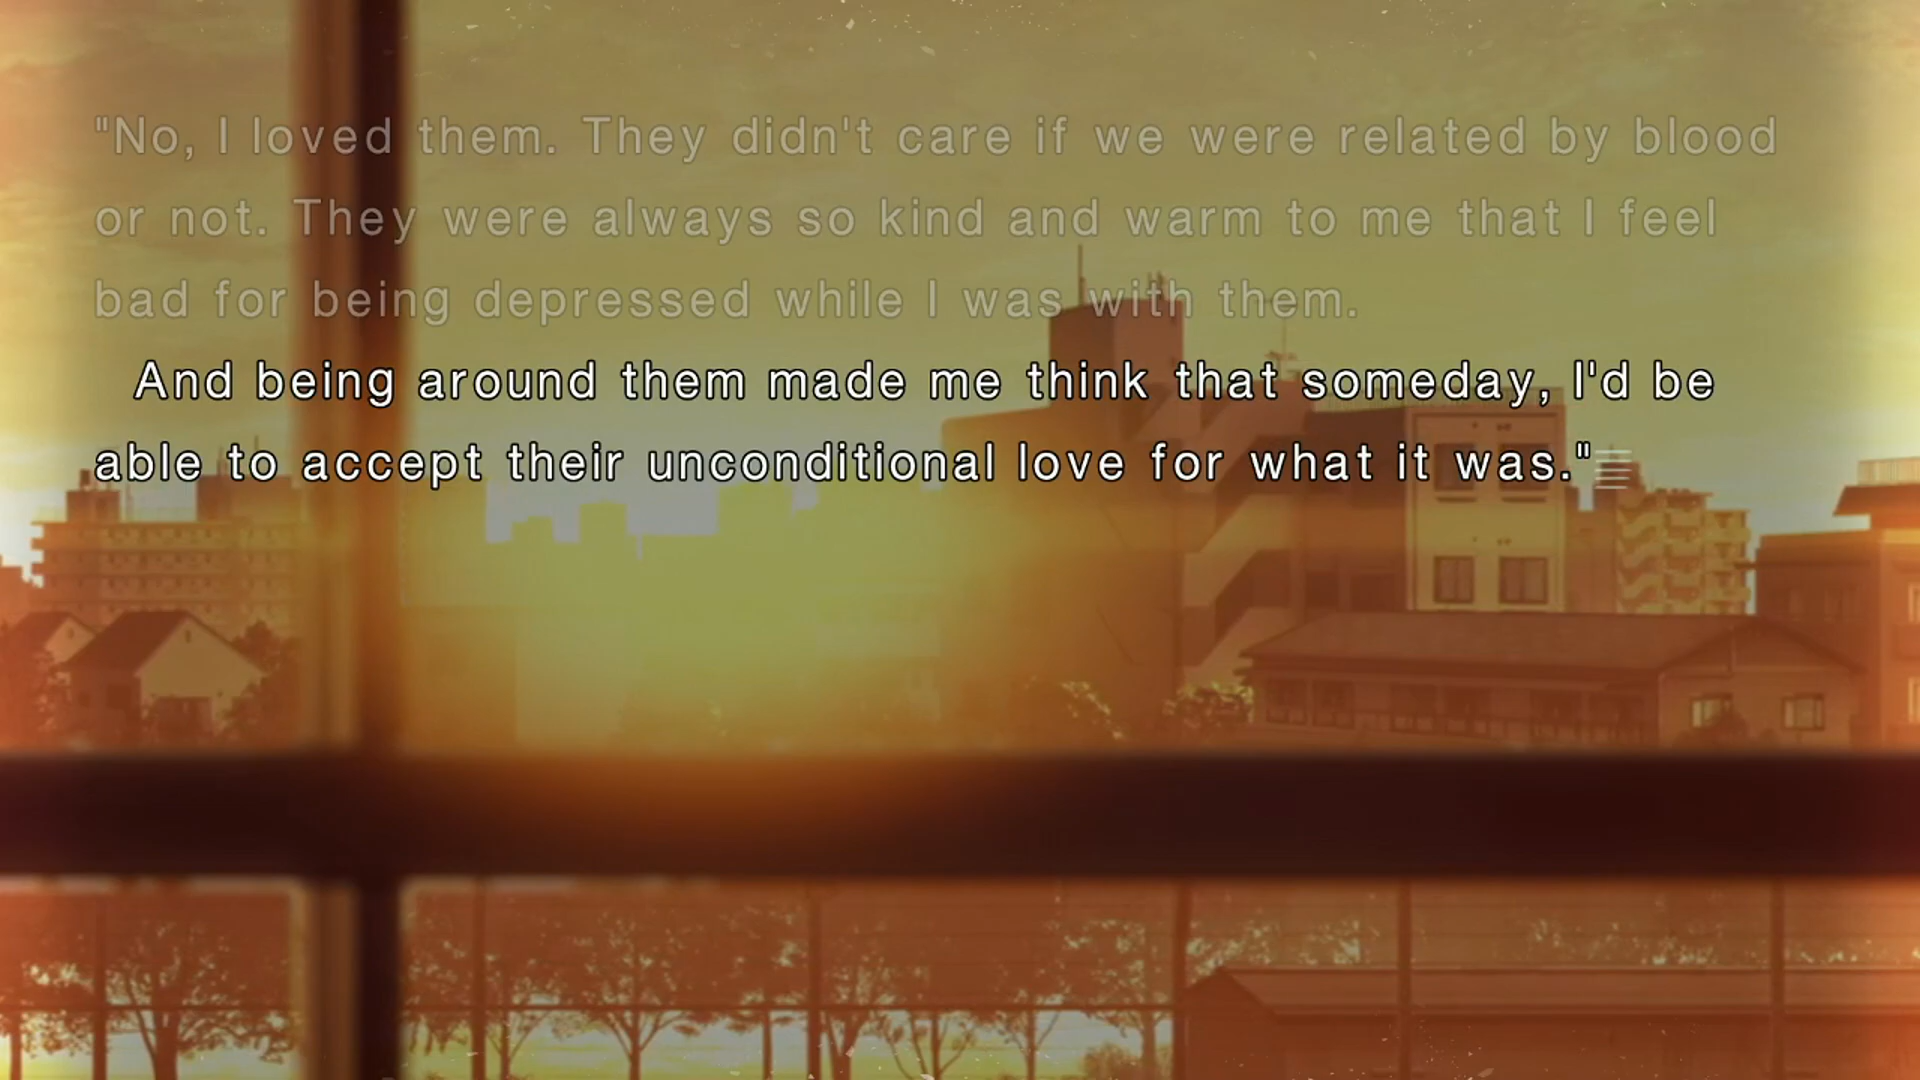 "No, I loved them. They didn't care if we were related by blood
or not. They were always so kind and warm to me that I feel
bad for being depressed while I was with them.
And being around them made me think that someday, I'd be
able to accept their unconditional love for what it was."